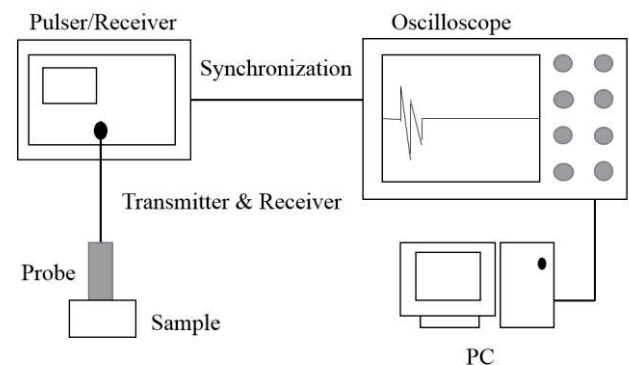 Pulser/Receiver
Oscilloscope
Synchronization
Transmitter & Receiver
Probe
Sample
PC